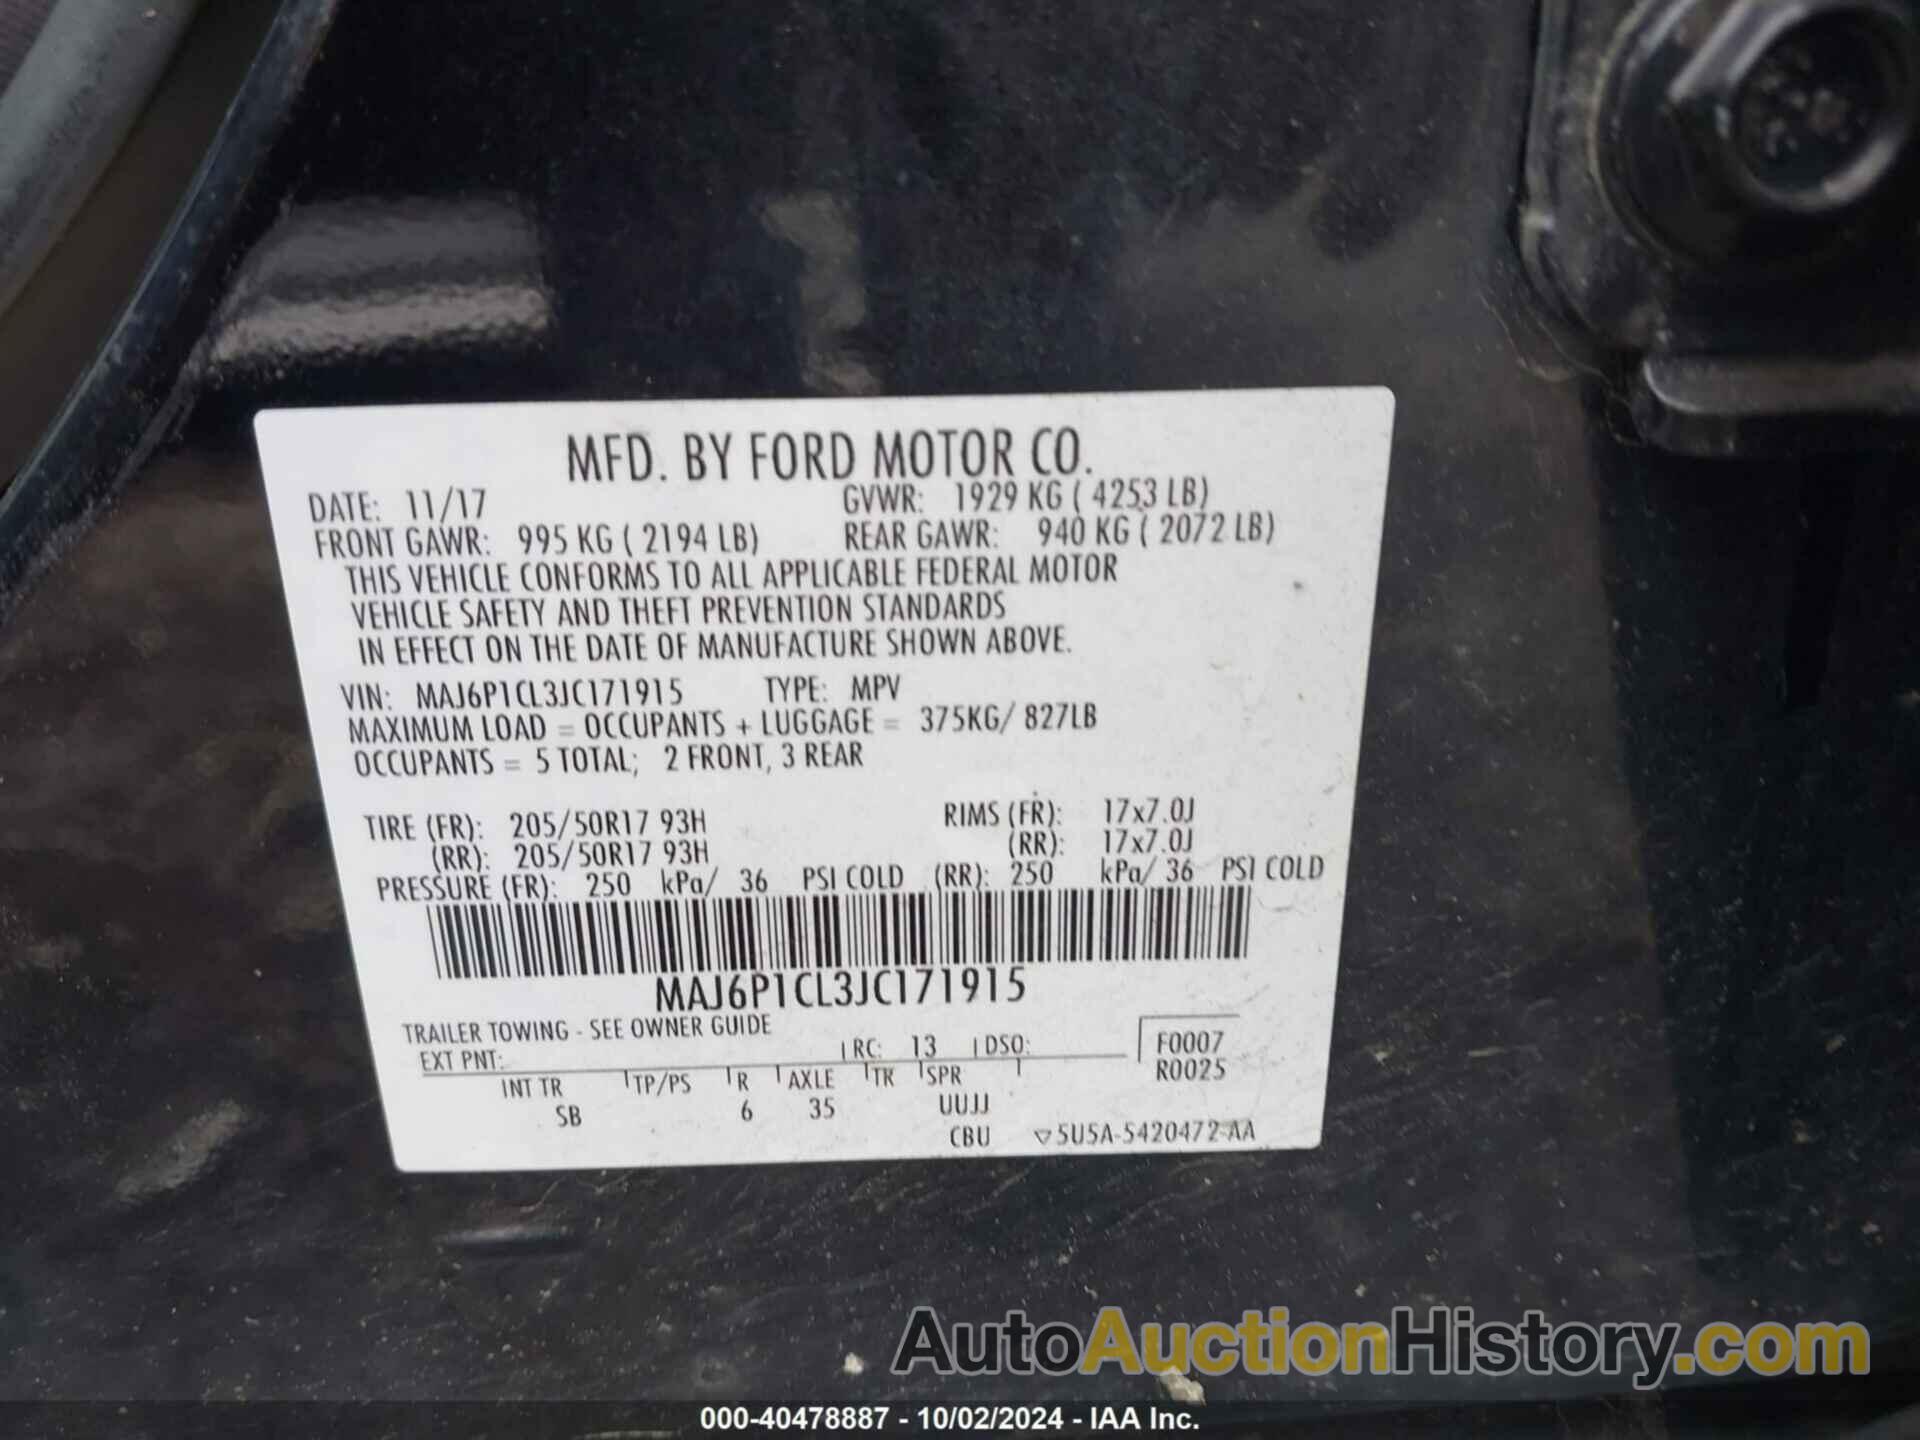 MFD. BY FORD MOTOR CO.
DATE: 11/17 GVWR: 1929 KG ( 4253 LB)
FRONT GAWR: 995 KG ( 2194 LB) REAR GAWR: 940 KG ( 2072 LB)
THIS VEHICLE CONFORMS TO ALL APPLICABLE FEDERAL MOTOR
VEHICLE SAFETY AND THEFT PREVENTION STANDARDS
IN EFFECT ON THE DATE OF MANUFACTURE SHOWN ABOVE.
VIN: MAJ6P1CL3JC171915 TYPE: MPV
MAXIMUM LOAD = OCCUPANTS + LUGGAGE = 375KG/ 827LB
OCCUPANTS = 5 TOTAL; 2 FRONT, 3 REAR
TIRE (FR): 205/50R17 93H RIMS (FR): 17x7.0J
(RR): 205/50R17 93H (RR): 17x7.0J
PRESSURE (FR): 250 kPa/ 36 PSI COLD (RR): 250 kPa/ 36 PSI COLD
MAJ6P1CL3JC171915
TRAILER TOWING - SEE OWNER GUIDE
EXT PNT: RC: 13 DSO: F0007
INT TR TP/PS R AXLE TK SPR R0025
SB 6 35 UUJJ
CBU ▽5U5A-5420472-AA
AutoAuctionHistory.com
000-40478887 - 10/02/2024 - IAA Inc.